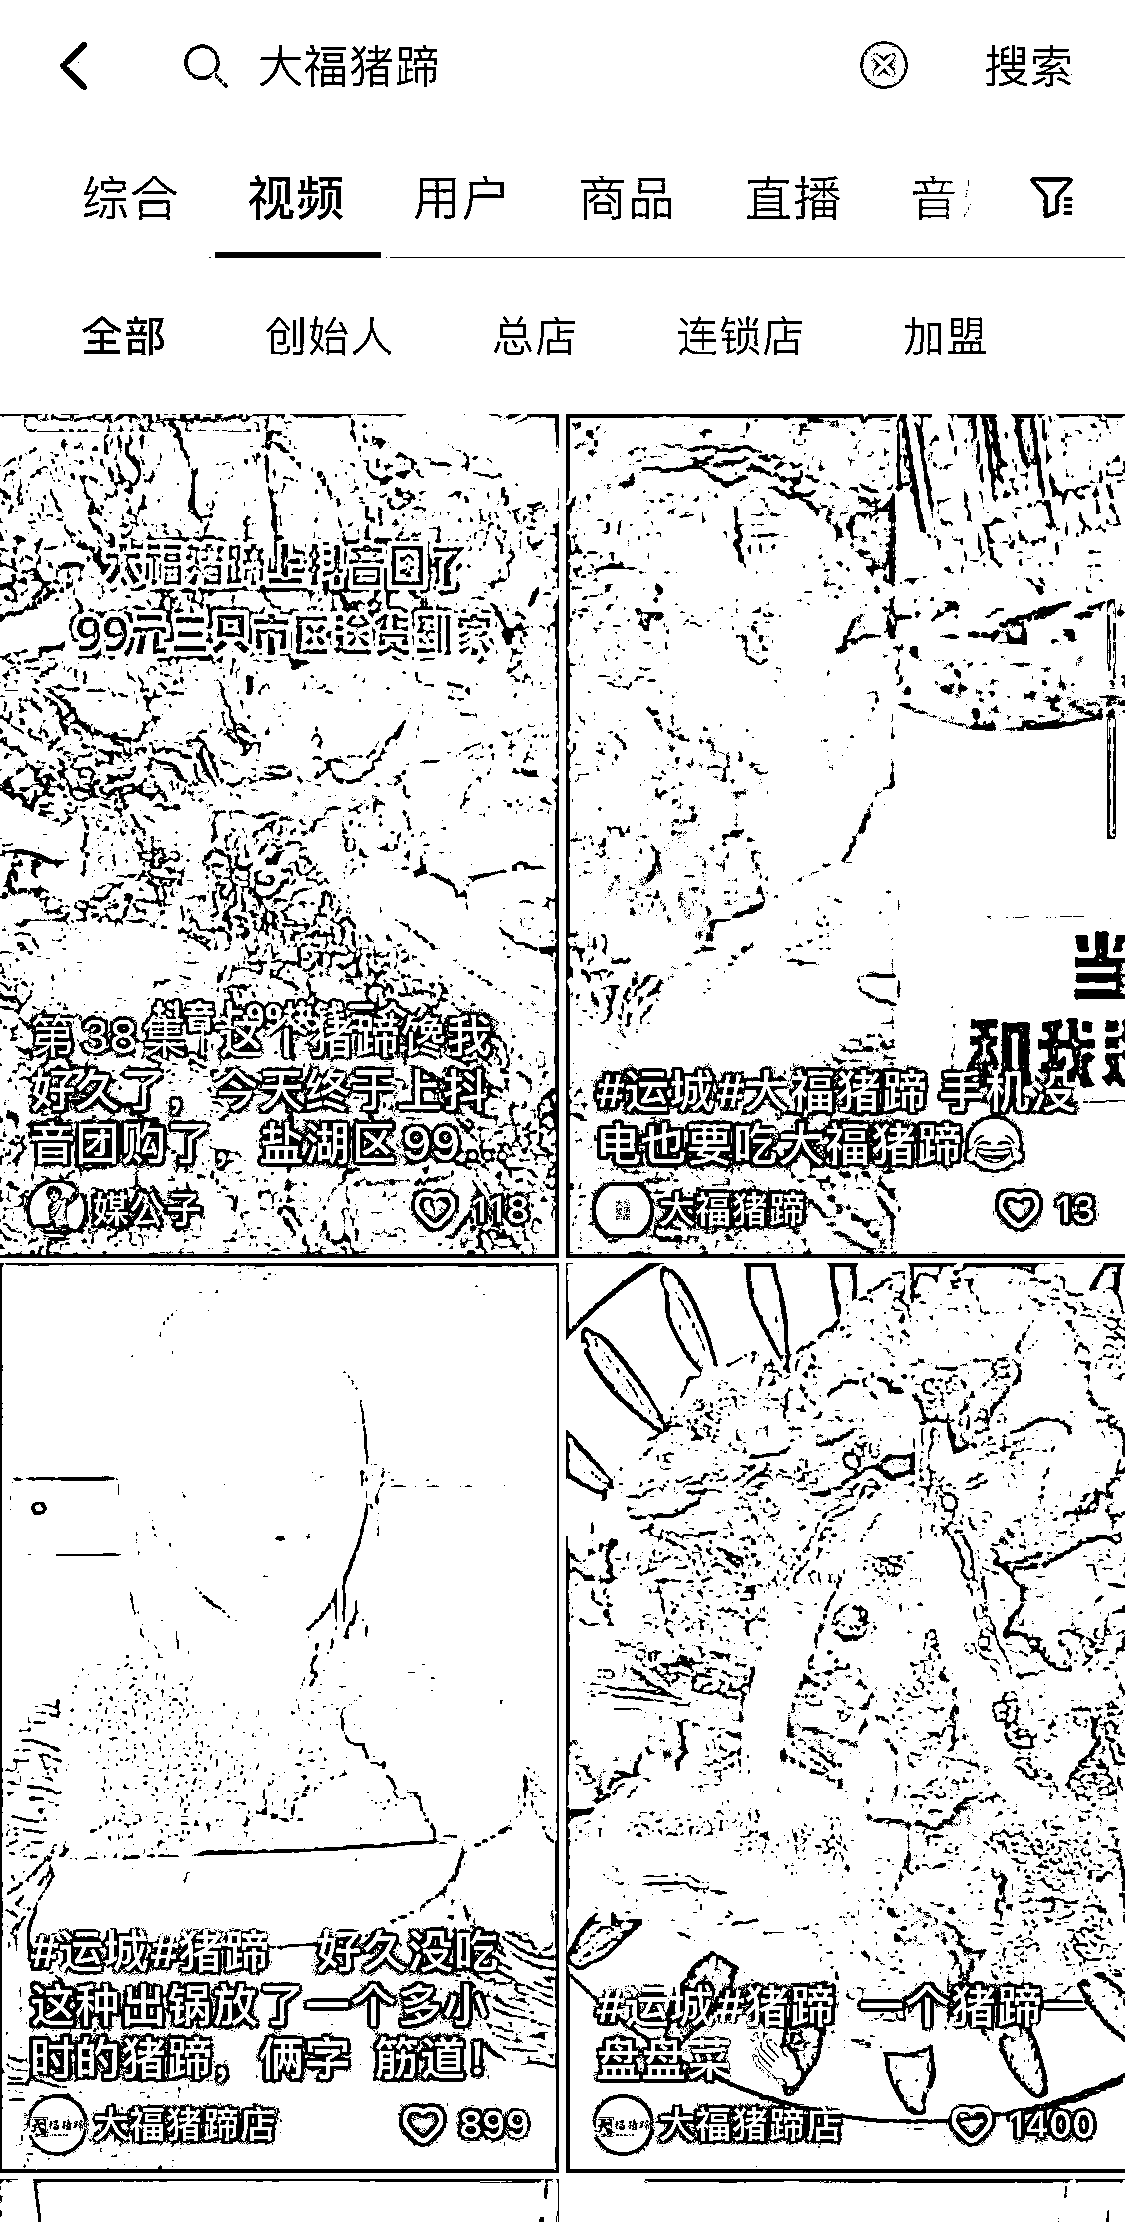 大福猪蹄
搜索
综合 视频 用户 商品 直播 音
全部 创始人 总店 连锁店 加盟
大福猪蹄上抖音团了
99元三只市区送货到家
第38集|这个猪蹄馋我
好久了，今天终于上抖
音团购了，盐湖区99...
媒公子 118
当
和我
#运城#大福猪蹄 手机没
电也要吃大福猪蹄😂
大福猪蹄 13
#运城#猪蹄 好久没吃
这种出锅放了一个多小
时的猪蹄，俩字 筋道！
大福猪蹄店 899
#运城#猪蹄 一个猪蹄一
盘盘菜
大福猪蹄店 1400